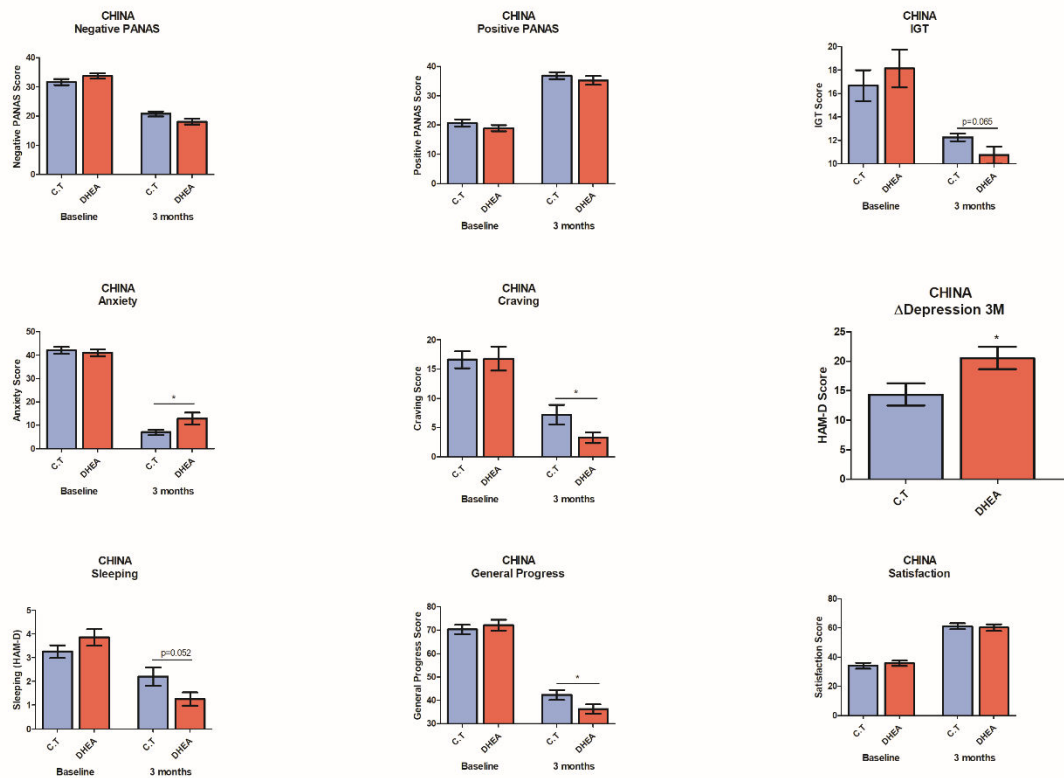 CHINA
Negative PANAS
Negative PANAS Score
40
30
20
10
0
C.T
DHEA
C.T
DHEA
Baseline
3 months
CHINA
Positive PANAS
Positive PANAS Score
40
30
20
10
0
C.T
DHEA
C.T
DHEA
Baseline
3 months
CHINA
IGT
IGT Score
20
18
16
14
12
10
p=0.065
C.T
DHEA
C.T
DHEA
Baseline
3 months
CHINA
Anxiety
Anxiety Score
50
40
30
20
10
0
*
C.T
DHEA
C.T
DHEA
Baseline
3 months
CHINA
Craving
Craving Score
20
15
10
5
0
*
C.T
DHEA
C.T
DHEA
Baseline
3 months
CHINA
ΔDepression 3M
HAM-D Score
25
20
15
10
5
0
*
C.T
DHEA
CHINA
Sleeping
Sleeping (HAM-D)
5
4
3
2
1
0
p=0.052
C.T
DHEA
C.T
DHEA
Baseline
3 months
CHINA
General Progress
General Progress Score
80
70
60
50
40
30
*
C.T
DHEA
C.T
DHEA
Baseline
3 months
CHINA
Satisfaction
Satisfaction Score
80
60
40
20
0
C.T
DHEA
C.T
DHEA
Baseline
3 months